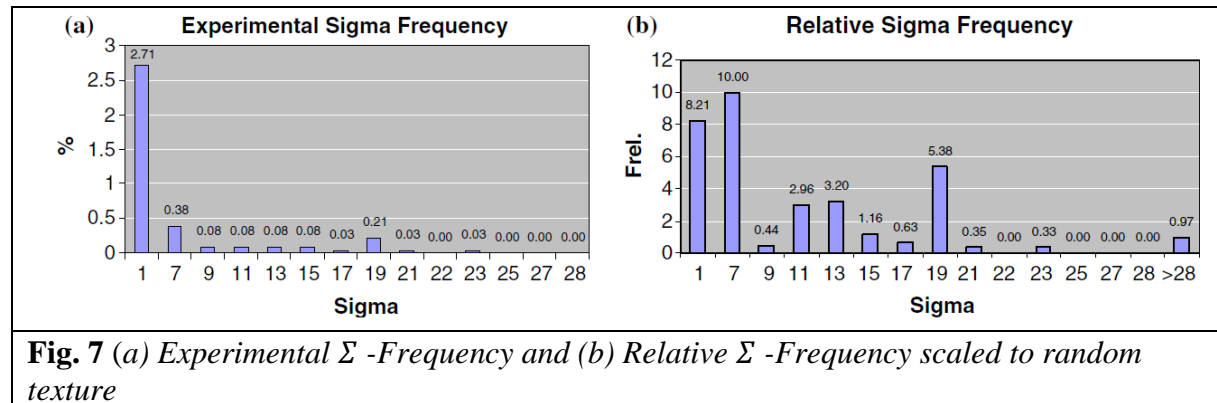 (a) Experimental Sigma Frequency
3
2.5
2
1.5
1
0.5
0
%
2.71
0.38
0.08 0.08 0.08 0.08
0.03
0.21
0.03 0.00 0.03 0.00 0.00 0.00
1 7 9 11 13 15 17 19 21 22 23 25 27 28
Sigma
(b) Relative Sigma Frequency
12
10
8
6
4
2
0
Frel.
8.21
10.00
0.44
2.96
3.20
1.16
0.63
5.38
0.35
0.00
0.33
0.00 0.00 0.00
0.97
1 7 9 11 13 15 17 19 21 22 23 25 27 28 >28
Sigma
Fig. 7 (a) Experimental Σ -Frequency and (b) Relative Σ -Frequency scaled to random
texture